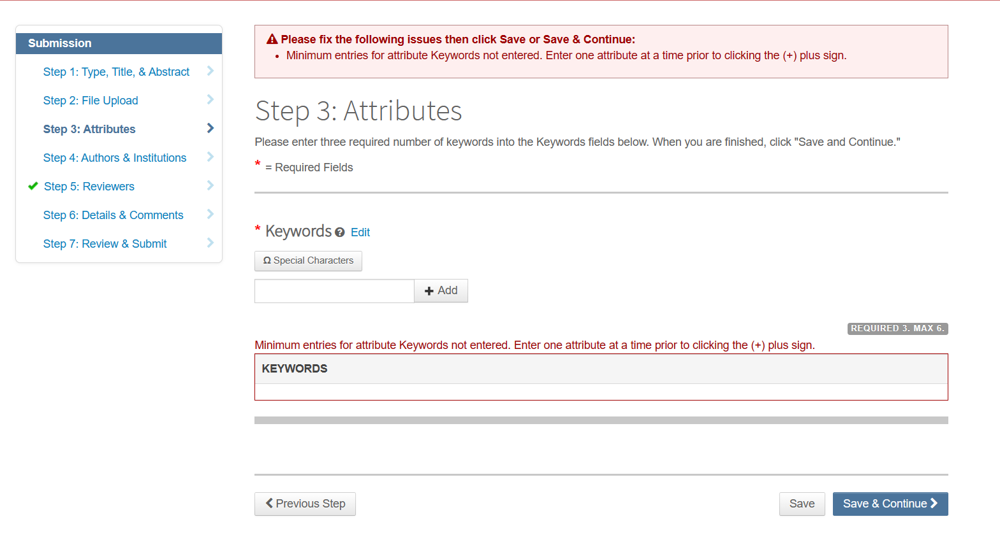 Submission
Step 1: Type, Title, & Abstract
Step 2: File Upload
Step 3: Attributes
Step 4: Authors & Institutions
Step 5: Reviewers
Step 6: Details & Comments
Step 7: Review & Submit
Please fix the following issues then click Save or Save & Continue:
• Minimum entries for attribute Keywords not entered. Enter one attribute at a time prior to clicking the (+) plus sign.
Step 3: Attributes
Please enter three required number of keywords into the Keywords fields below. When you are finished, click "Save and Continue."
* = Required Fields
* Keywords ? Edit
Ω Special Characters
+ Add
REQUIRED 3. MAX 6.
Minimum entries for attribute Keywords not entered. Enter one attribute at a time prior to clicking the (+) plus sign.
KEYWORDS
Previous Step
Save
Save & Continue